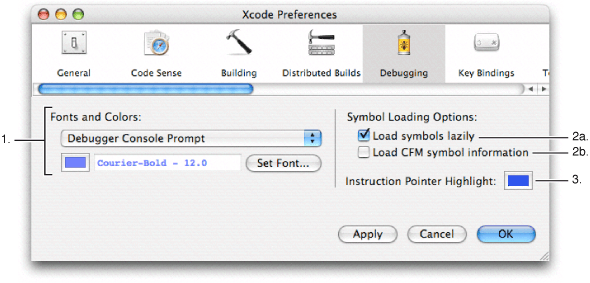 Xcode Preferences
General Code Sense Building Distributed Builds Debugging Key Bindings
Fonts and Colors:
Symbol Loading Options:
1.
Debugger Console Prompt
Load symbols lazily
2a.
Load CFM symbol information
2b.
Courier-Bold - 12.0
Set Font...
Instruction Pointer Highlight:
3.
Apply Cancel OK